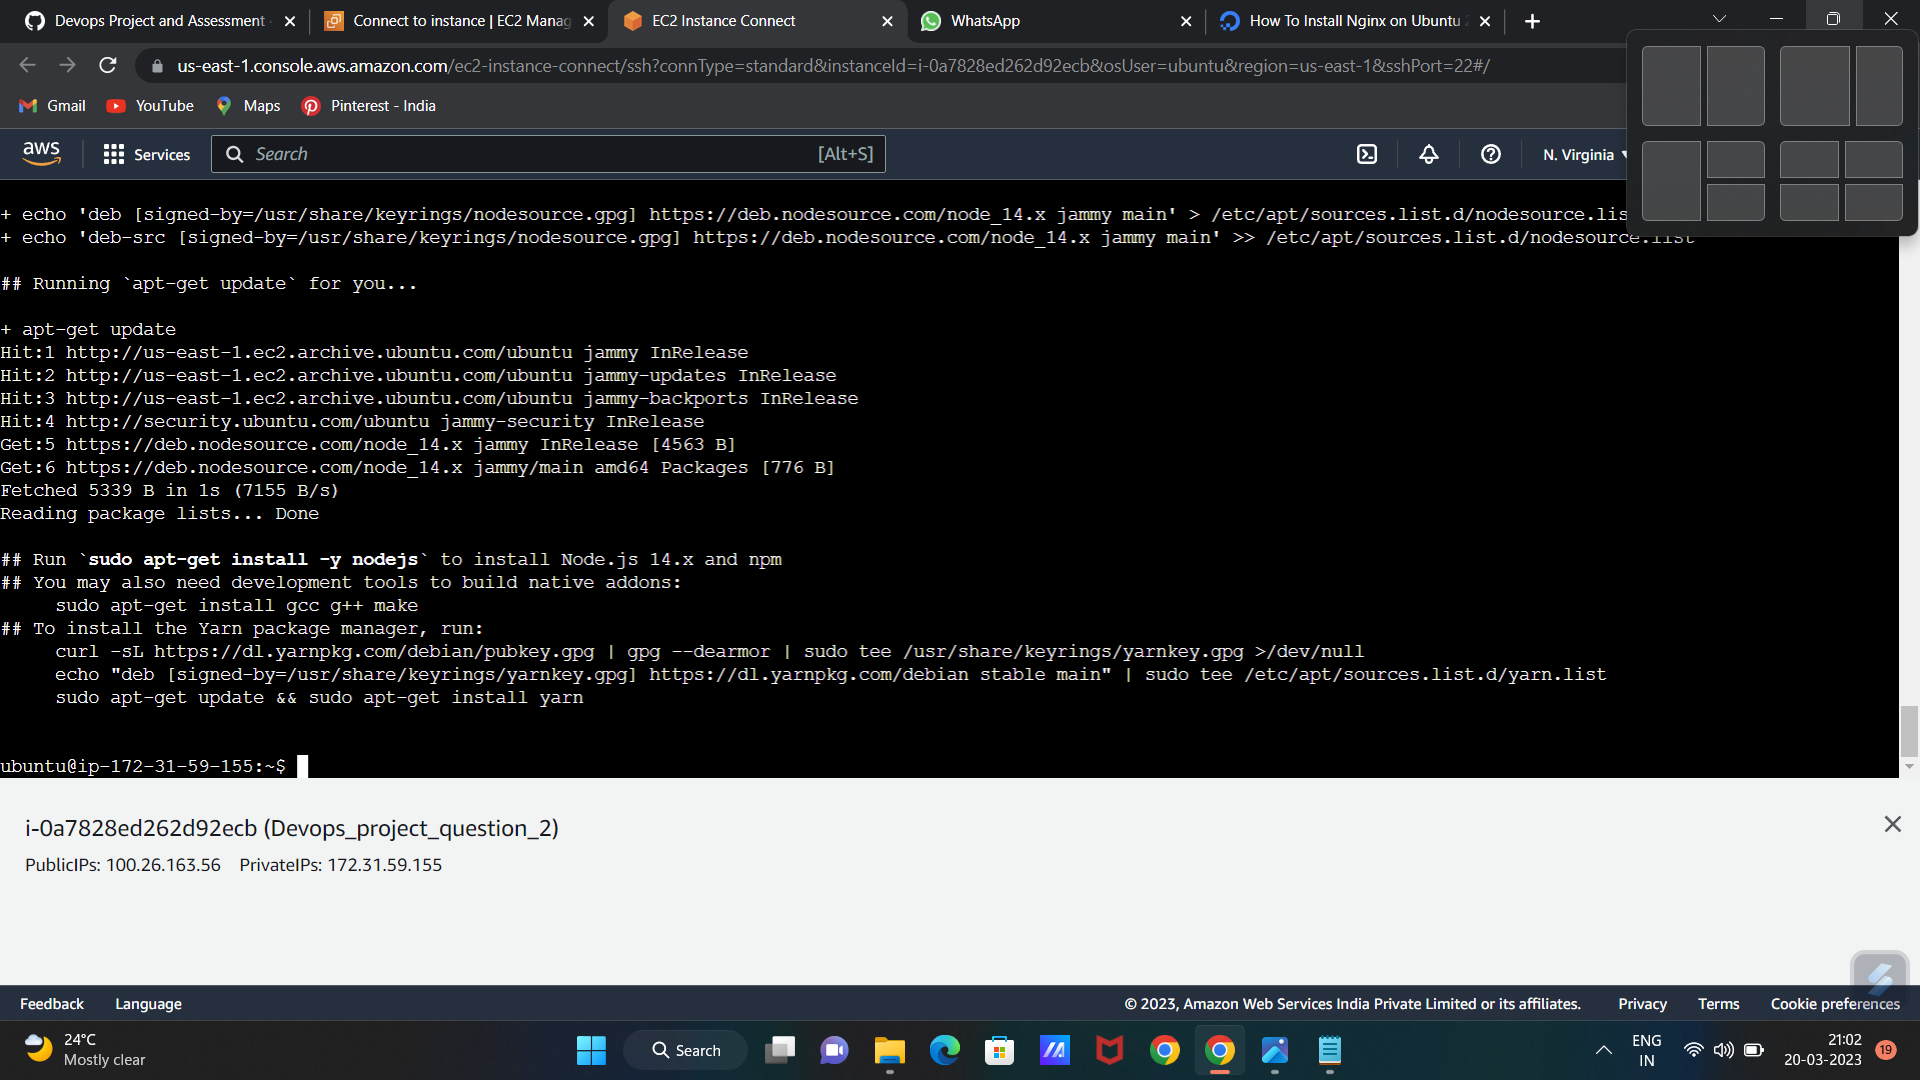 Devops Project and Assessment
Connect to instance | EC2 Manag
EC2 Instance Connect
WhatsApp
How To Install Nginx on Ubuntu 2
us-east-1.console.aws.amazon.com/ec2-instance-connect/ssh?connType=standard&instanceId=i-0a7828ed262d92ecb&osUser=ubuntu&region=us-east-1&sshPort=22#/
Gmail
YouTube
Maps
Pinterest - India
aws
Services
Search
[Alt+S]
N. Virginia
+ echo 'deb [signed-by=/usr/share/keyrings/nodesource.gpg] https://deb.nodesource.com/node_14.x jammy main' > /etc/apt/sources.list.d/nodesource.lis
+ echo 'deb-src [signed-by=/usr/share/keyrings/nodesource.gpg] https://deb.nodesource.com/node_14.x jammy main' >> /etc/apt/sources.list.d/nodesource.list
## Running `apt-get update` for you...
+ apt-get update
Hit:1 http://us-east-1.ec2.archive.ubuntu.com/ubuntu jammy InRelease
Hit:2 http://us-east-1.ec2.archive.ubuntu.com/ubuntu jammy-updates InRelease
Hit:3 http://us-east-1.ec2.archive.ubuntu.com/ubuntu jammy-backports InRelease
Hit:4 http://security.ubuntu.com/ubuntu jammy-security InRelease
Get:5 https://deb.nodesource.com/node_14.x jammy InRelease [4563 B]
Get:6 https://deb.nodesource.com/node_14.x jammy/main amd64 Packages [776 B]
Fetched 5339 B in 1s (7155 B/s)
Reading package lists... Done
## Run `sudo apt-get install -y nodejs` to install Node.js 14.x and npm
## You may also need development tools to build native addons:
sudo apt-get install gcc g++ make
## To install the Yarn package manager, run:
curl -sL https://dl.yarnpkg.com/debian/pubkey.gpg | gpg --dearmor | sudo tee /usr/share/keyrings/yarnkey.gpg >/dev/null
echo "deb [signed-by=/usr/share/keyrings/yarnkey.gpg] https://dl.yarnpkg.com/debian stable main" | sudo tee /etc/apt/sources.list.d/yarn.list
sudo apt-get update && sudo apt-get install yarn
ubuntu@ip-172-31-59-155:~$
i-0a7828ed262d92ecb (Devops_project_question_2)
PublicIPs: 100.26.163.56 PrivateIPs: 172.31.59.155
Feedback
Language
© 2023, Amazon Web Services India Private Limited or its affiliates.
Privacy
Terms
Cookie preferences
24°C
Mostly clear
Search
ENG
IN
21:02
20-03-2023
19